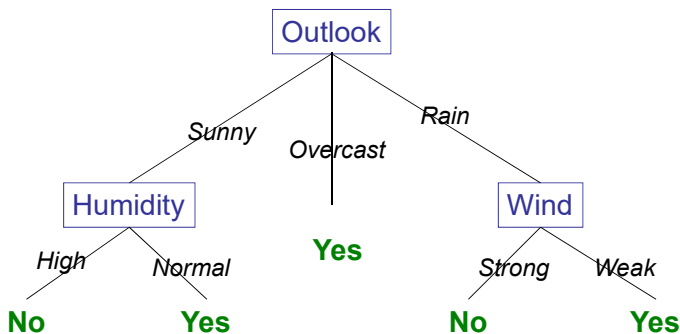 Outlook
Sunny
Overcast
Rain
Humidity
Wind
High
Normal
Yes
Strong
Weak
No
Yes
No
Yes